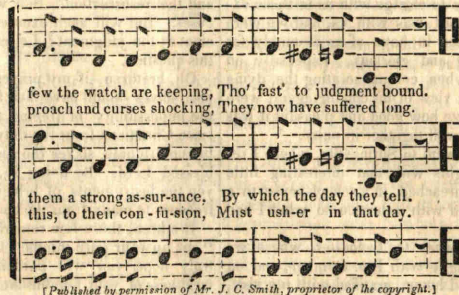 few the watch are keeping, Tho' fast' to judgment bound.
proach and curses shocking, They now have suffered long.
them a strong as-sur-ance, By which the day they tell.
this, to their con-fu-sion, Must ush-er in that day.
[Published by permission of Mr. J. C. Smith, proprietor of the copyright.]